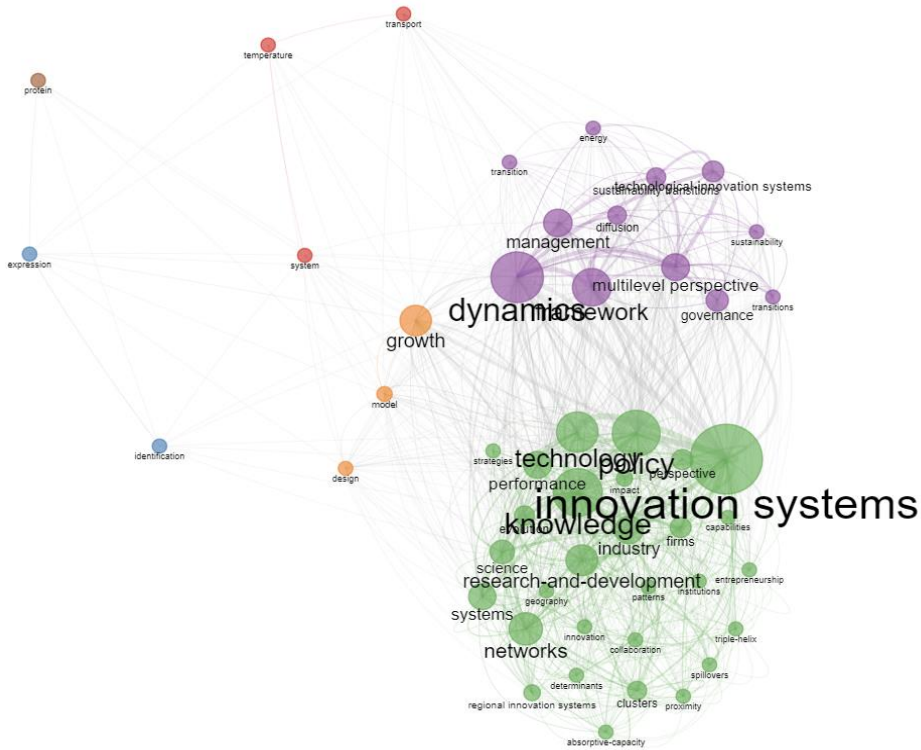 transport
temperature
protein
energy
transition
technological-innovation systems
sustainability transitions
diffusion
management
sustainability
expression
system
multilevel perspective
transitions
dynamics
framework
governance
growth
model
identification
strategies
technology
policy
perspective
design
performance
impact
innovation systems
knowledge
evolution
capabilities
firms
industry
science
research-and-development
entrepreneurship
institutions
patterns
geography
systems
innovation
collaboration
triple-helix
networks
spillovers
determinants
regional innovation systems
clusters
proximity
absorptive-capacity